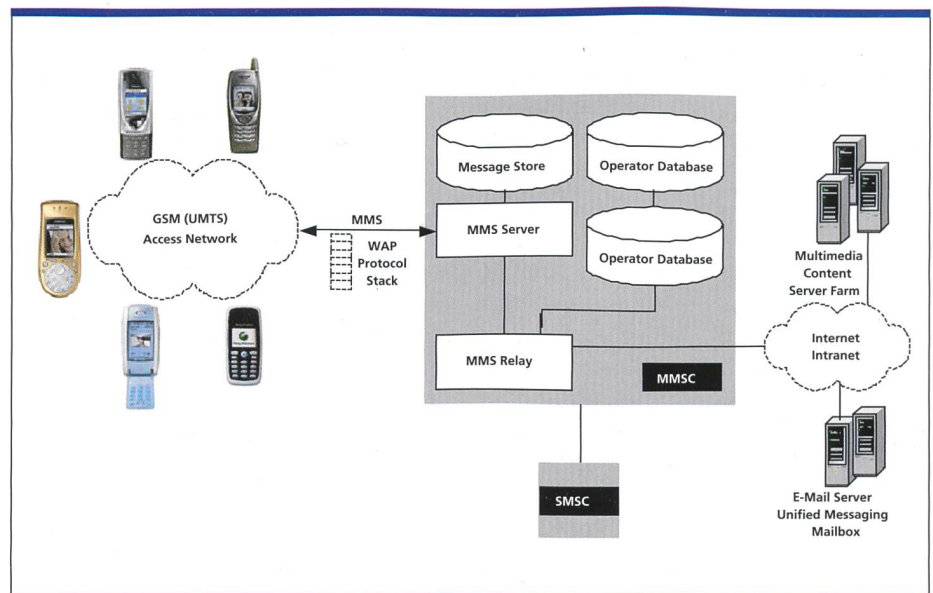 GSM (UMTS)
Access Network
MMS
WAP
Protocol
Stack
Message Store
Operator Database
MMS Server
Operator Database
MMS Relay
MMSC
SMSC
Multimedia
Content
Server Farm
Internet
Intranet
E-Mail Server
Unified Messaging
Mailbox